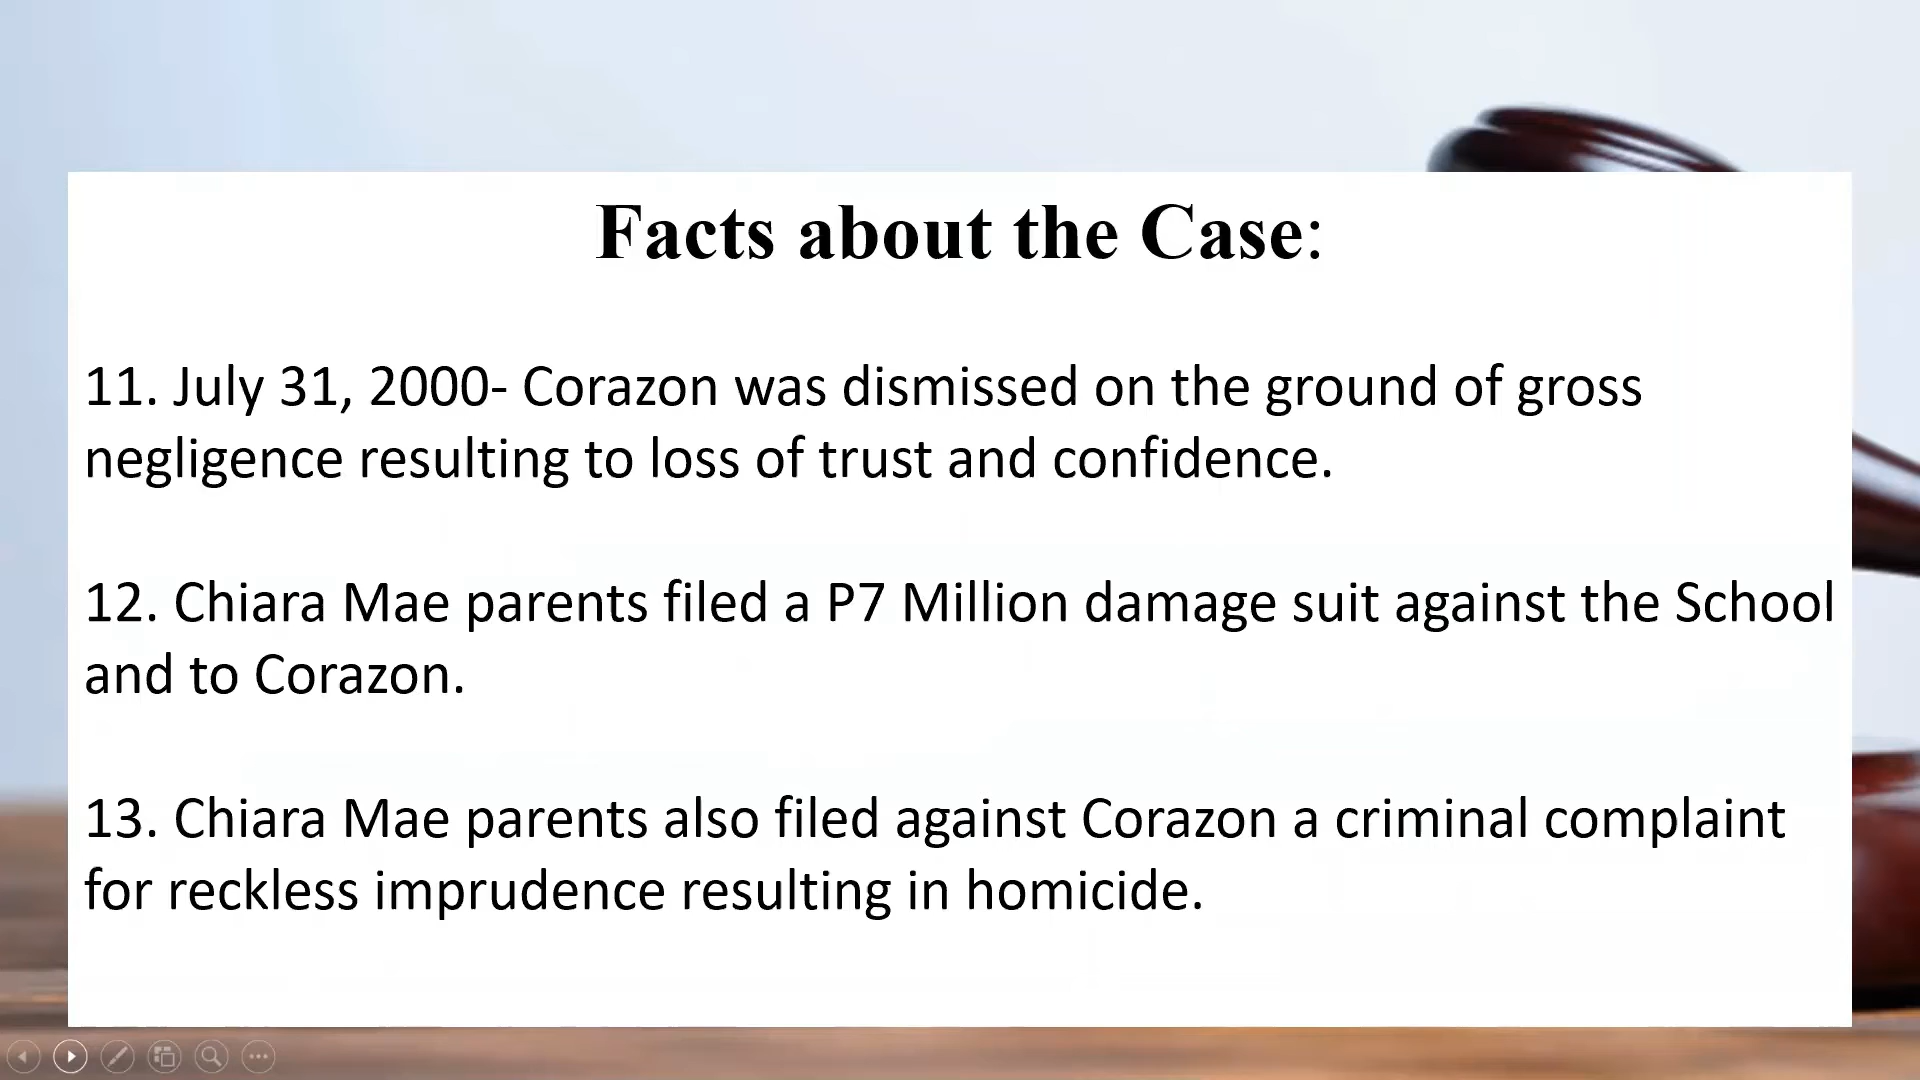 Facts about the Case:
11. July 31, 2000- Corazon was dismissed on the ground of gross
negligence resulting to loss of trust and confidence.
12. Chiara Mae parents filed a P7 Million damage suit against the School
and to Corazon.
13. Chiara Mae parents also filed against Corazon a criminal complaint
for reckless imprudence resulting in homicide.